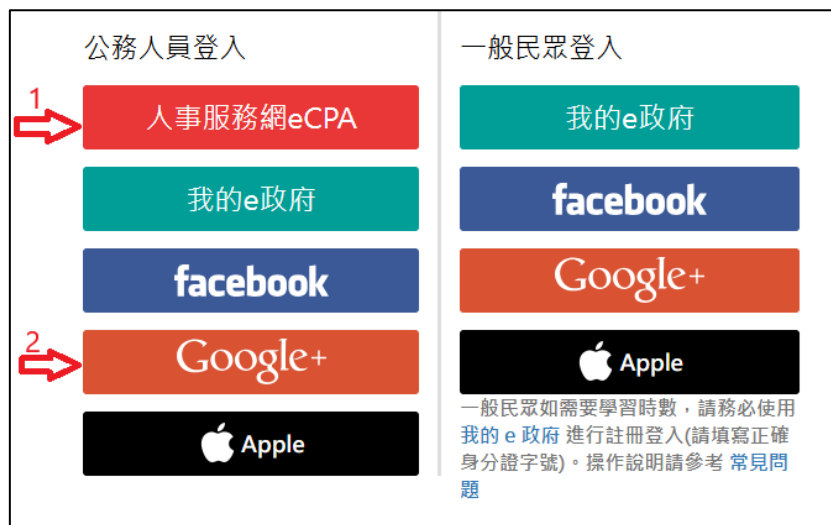 公務人員登入
1
人事服務網eCPA
我的e政府
facebook
2
Google+
Apple
一般民眾登入
我的e政府
facebook
Google+
Apple
一般民眾如需要學習時數，請務必使用
我的 e 政府 進行註冊登入(請填寫正確
身分證字號)。操作說明請參考 常見問
題